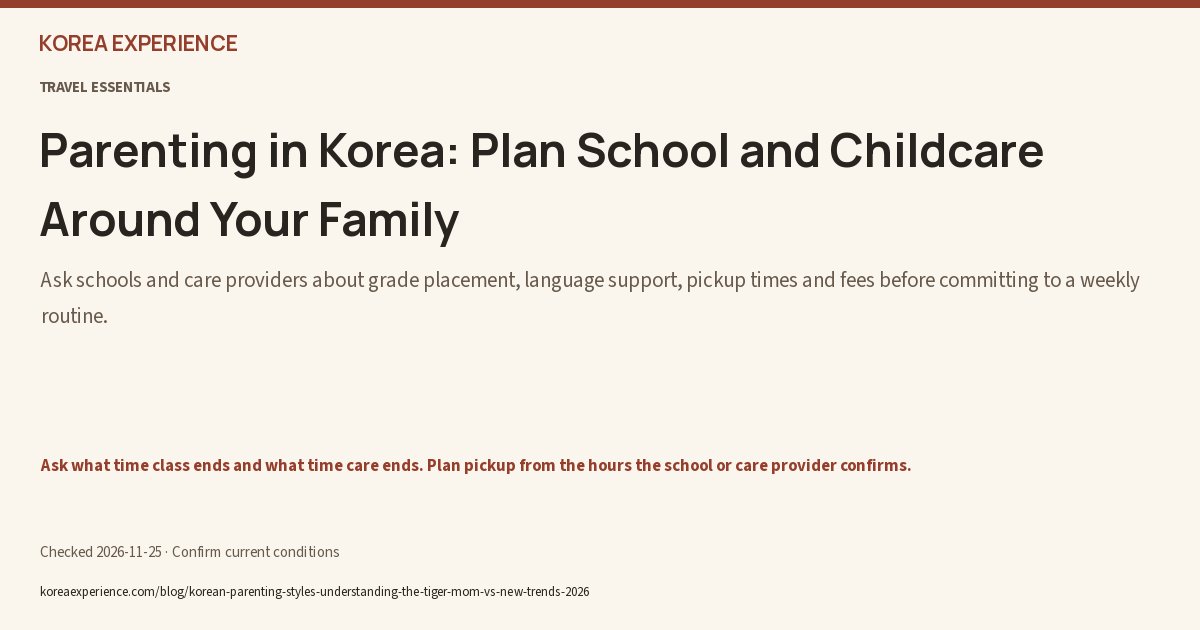 KOREA EXPERIENCE
TRAVEL ESSENTIALS
Parenting in Korea: Plan School and Childcare
Around Your Family
Ask schools and care providers about grade placement, language support, pickup times and fees before committing to a weekly
routine.
Ask what time class ends and what time care ends. Plan pickup from the hours the school or care provider confirms.
Checked 2026-11-25 · Confirm current conditions
koreaexperience.com/blog/korean-parenting-styles-understanding-the-tiger-mom-vs-new-trends-2026